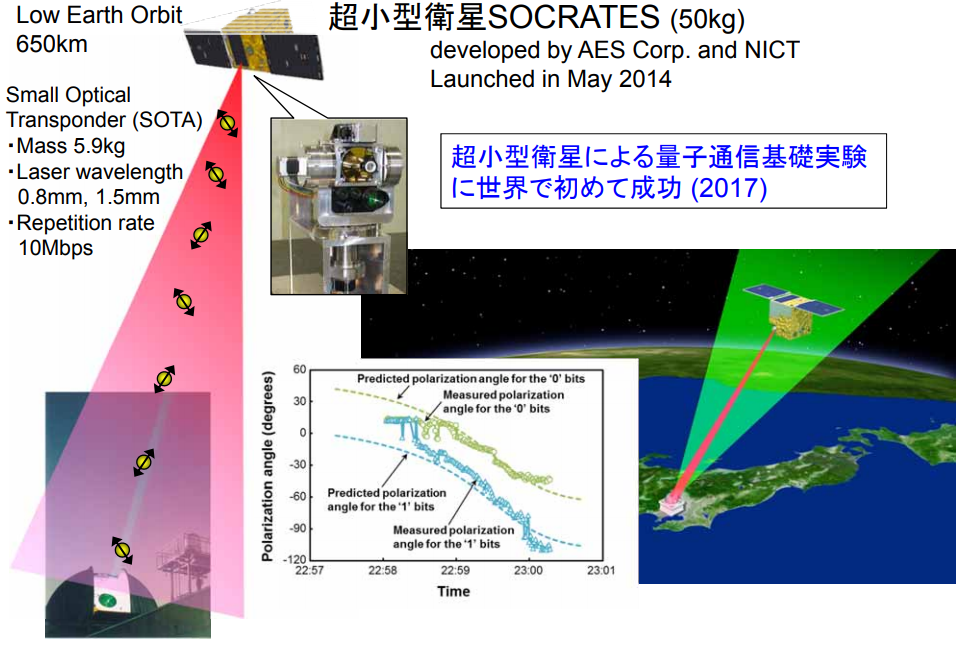 Low Earth Orbit
650km
超小型衛星SOCRATES (50kg)
developed by AES Corp. and NICT
Launched in May 2014
Small Optical
Transponder (SOTA)
・Mass 5.9kg
・Laser wavelength
0.8mm, 1.5mm
・Repetition rate
10Mbps
超小型衛星による量子通信基礎実験
に世界で初めて成功 (2017)
Polarization angle (degrees)
60
30
0
-30
-60
-90
-120
Predicted polarization angle for the ‘0’ bits
Measured polarization
angle for the ‘0’ bits
Predicted polarization
angle for the ‘1’ bits
Measured polarization
angle for the ‘1’ bits
22:57
22:58
22:59
23:00
23:01
Time